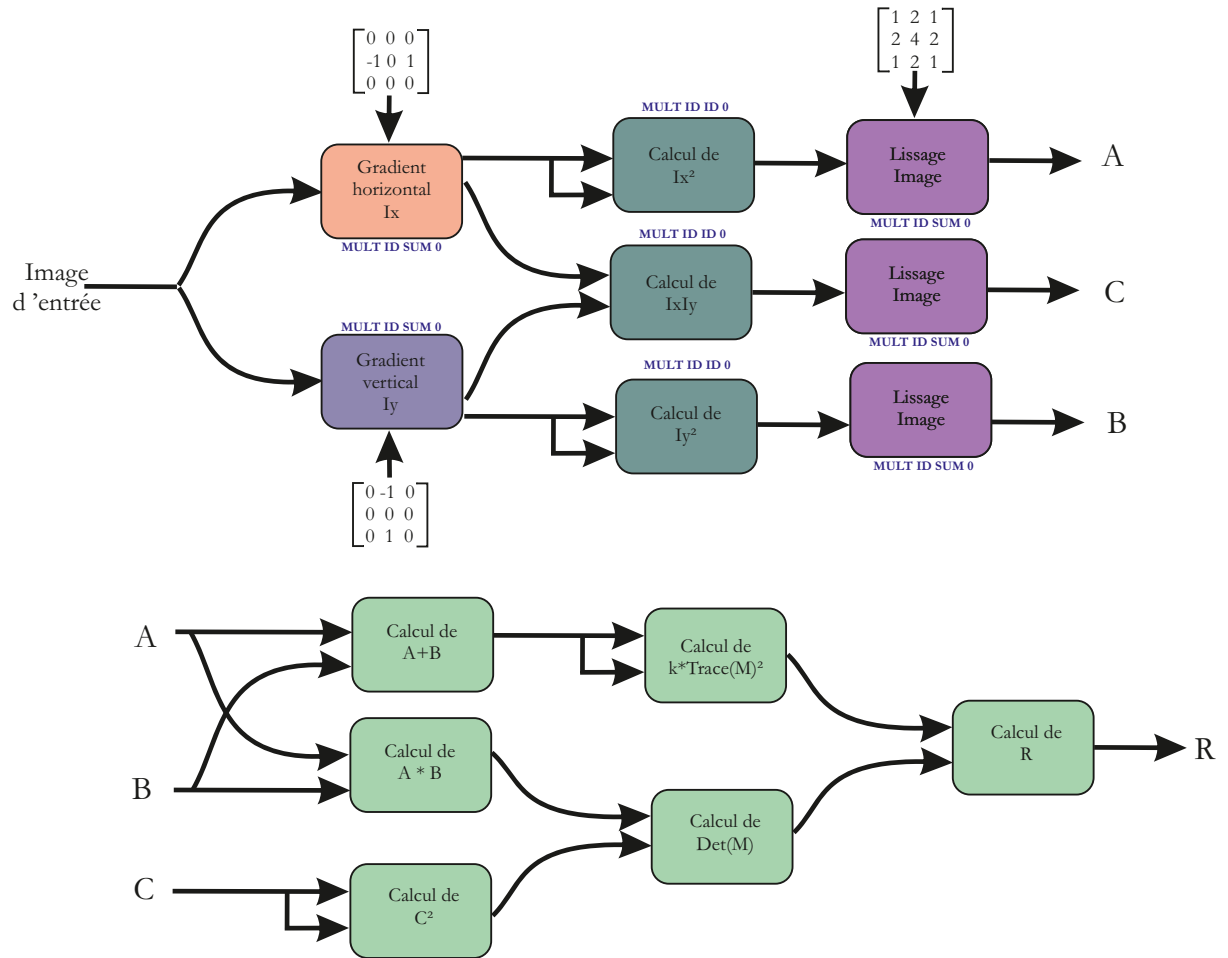 0 0 0
-1 0 1
0 0 0
1 2 1
2 4 2
1 2 1
MULT ID ID 0
Gradient
horizontal
Ix
MULT ID SUM 0
Calcul de
Ix²
Lissage
Image
MULT ID SUM 0
A
Image
d ’entrée
MULT ID ID 0
Calcul de
IxIy
Lissage
Image
MULT ID SUM 0
C
MULT ID SUM 0
Gradient
vertical
Iy
MULT ID ID 0
Calcul de
Iy²
Lissage
Image
MULT ID SUM 0
B
0 -1 0
0 0 0
0 1 0
A
Calcul de
A+B
Calcul de
k*Trace(M)²
B
Calcul de
A * B
Calcul de
R
R
Calcul de
Det(M)
C
Calcul de
C²